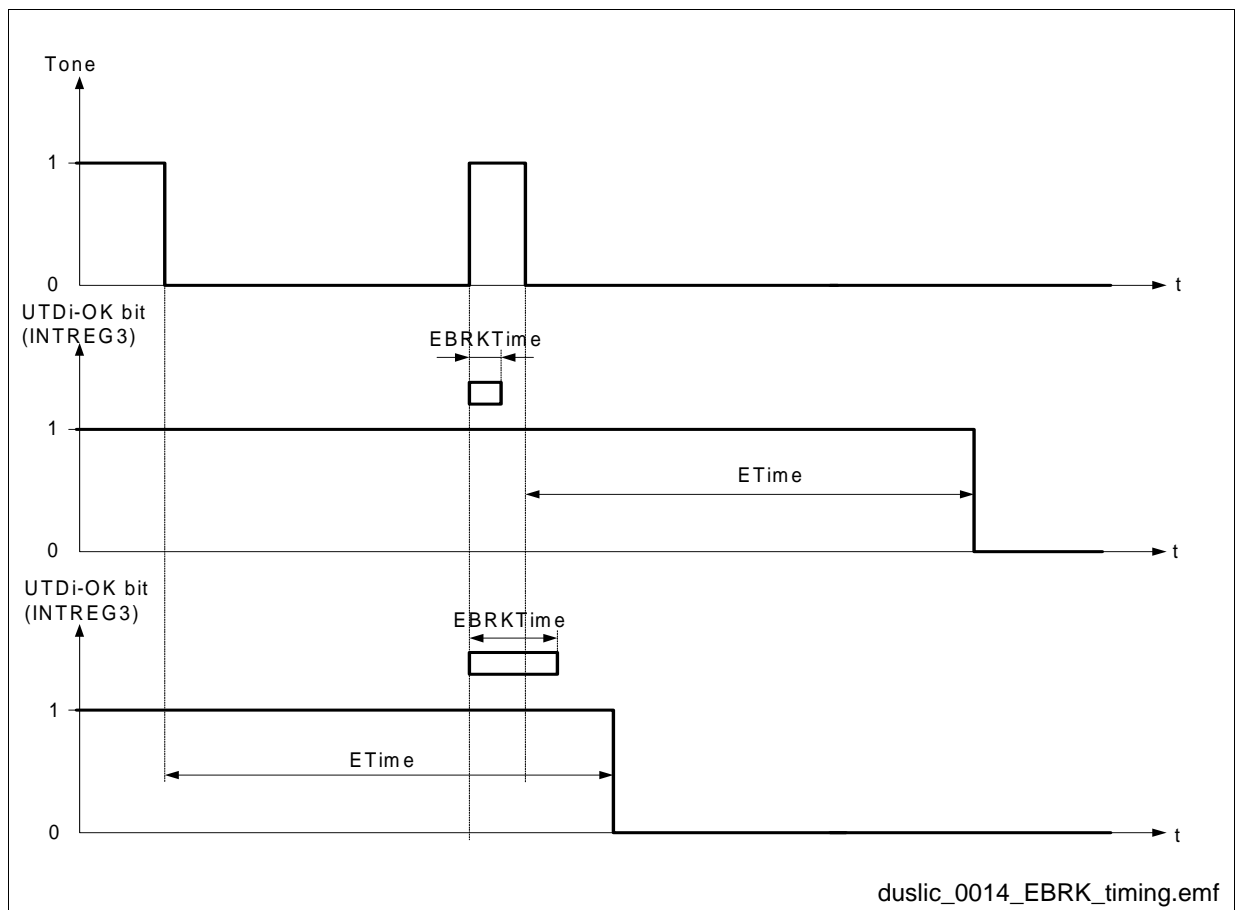 Tone
1
0
t
UTDi-OK bit
(INTREG3)
EBRKTime
1
ETime
0
t
UTDi-OK bit
(INTREG3)
EBRKTime
1
ETime
0
t
duslic_0014_EBRK_timing.emf